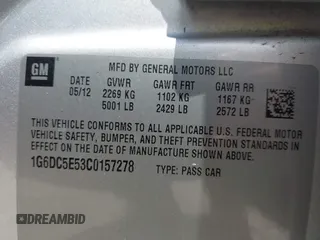 GM
MFD BY GENERAL MOTORS LLC
DATE GVWR GAWR FRT GAWR RR
05/12 2269 KG 1102 KG 1167 KG
5001 LB 2429 LB 2572 LB
THIS VEHICLE CONFORMS TO ALL APPLICABLE U.S. FEDERAL MOTOR
VEHICLE SAFETY, BUMPER, AND THEFT PREVENTION STANDARDS
IN EFFECT ON THE DATE OF MANUFACTURE SHOWN ABOVE.
1G6DC5E53C0157278 TYPE: PASS CAR
AUTOBIDCAR